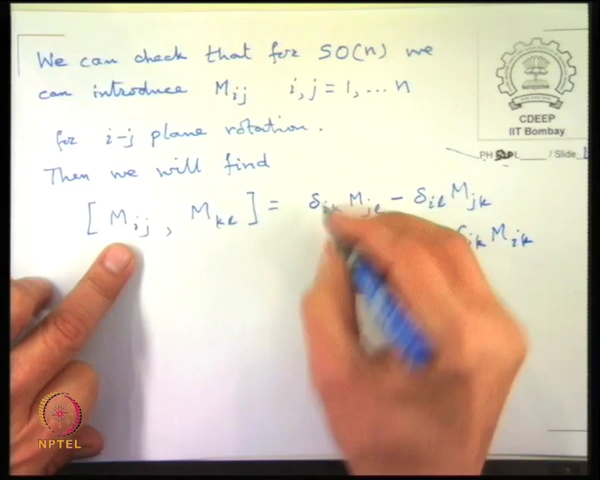 We can check that for SO(n) we
can introduce M_ij i, j = 1, ... n
for i-j plane rotation.
Then we will find
[ M_ij , M_kl ] = δ_ik M_jl - δ_il M_jk
M_ik
CDEEP
IIT Bombay
PH L / Slide
NPTEL